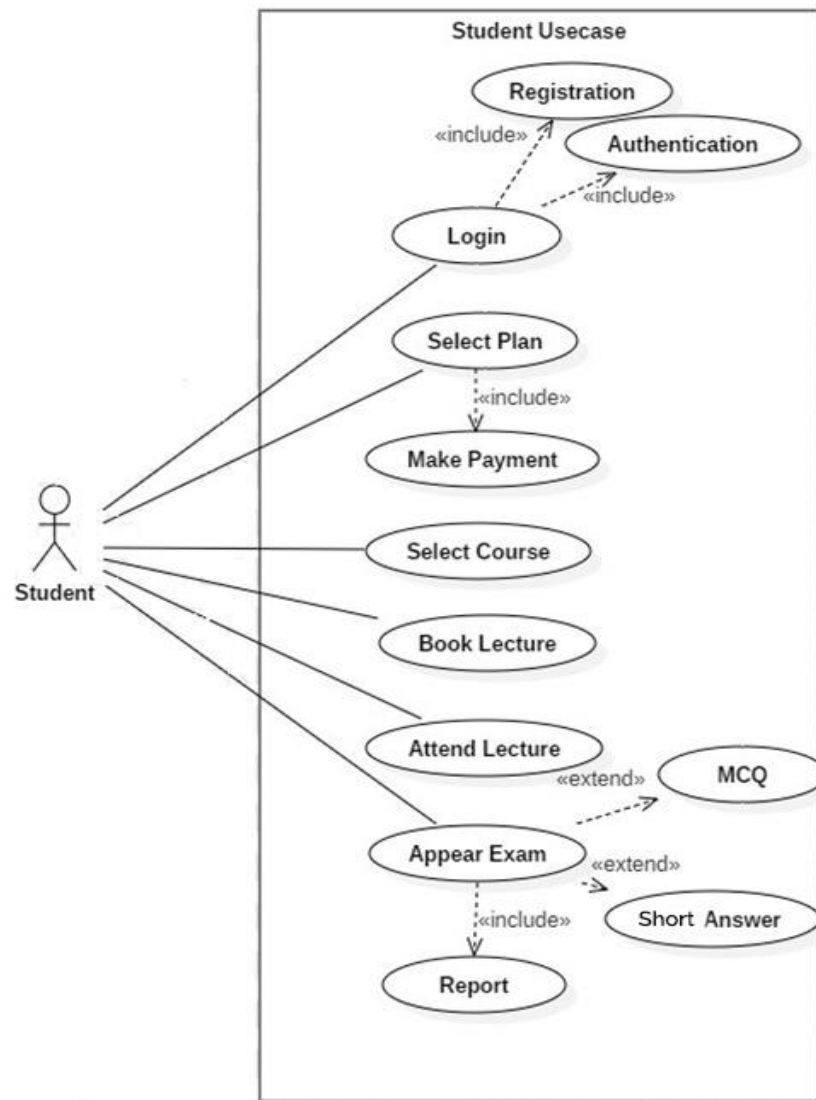 Student Usecase
Registration
«include»
Authentication
«include»
Login
Select Plan
«include»
Make Payment
Select Course
Student
Book Lecture
Attend Lecture
«extend»
MCQ
Appear Exam
«extend»
«include»
Short Answer
Report